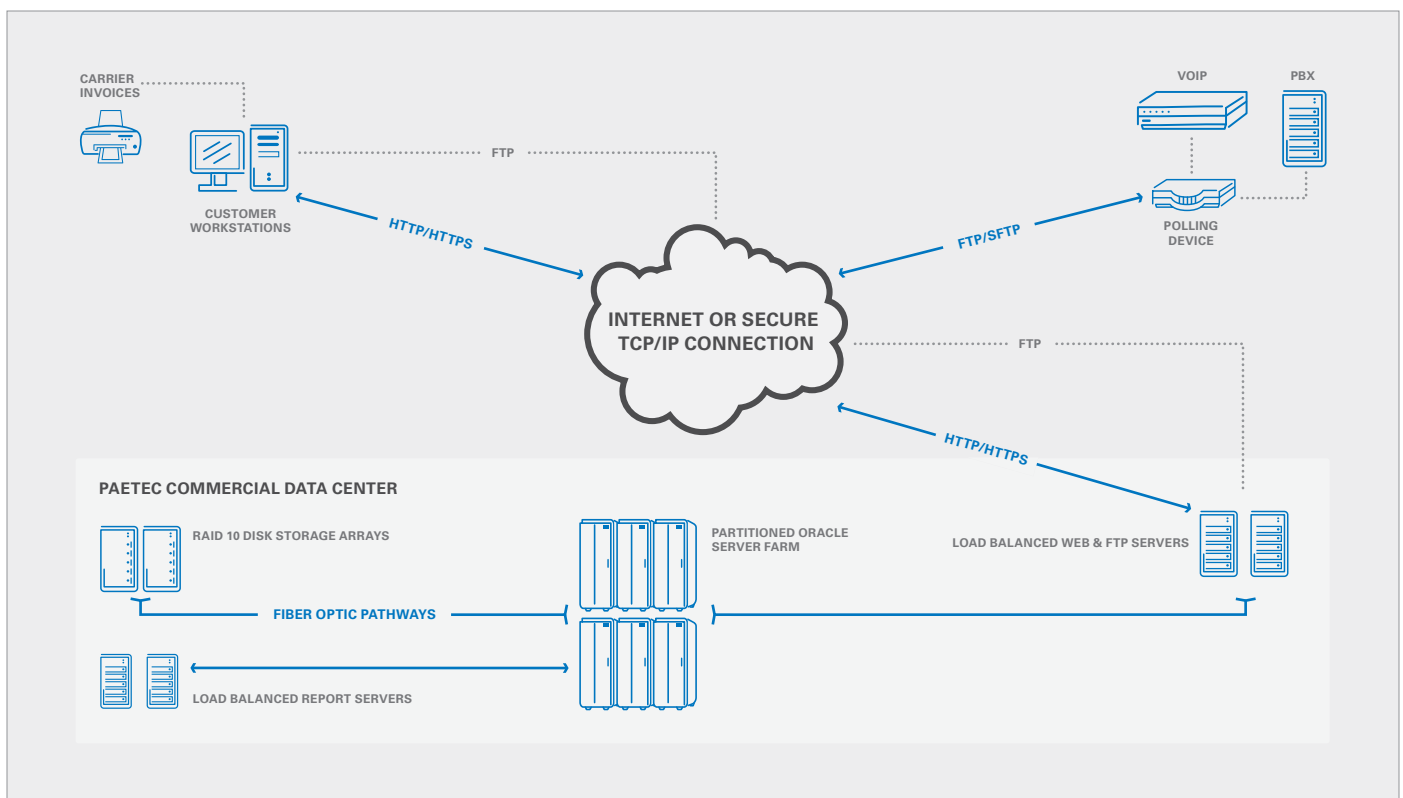 CARRIER
INVOICES
VOIP
PBX
FTP
CUSTOMER
WORKSTATIONS
HTTP/HTTPS
FTP/SFTP
POLLING
DEVICE
INTERNET OR SECURE
TCP/IP CONNECTION
FTP
HTTP/HTTPS
PAETEC COMMERCIAL DATA CENTER
RAID 10 DISK STORAGE ARRAYS
PARTITIONED ORACLE
SERVER FARM
LOAD BALANCED WEB & FTP SERVERS
FIBER OPTIC PATHWAYS
LOAD BALANCED REPORT SERVERS